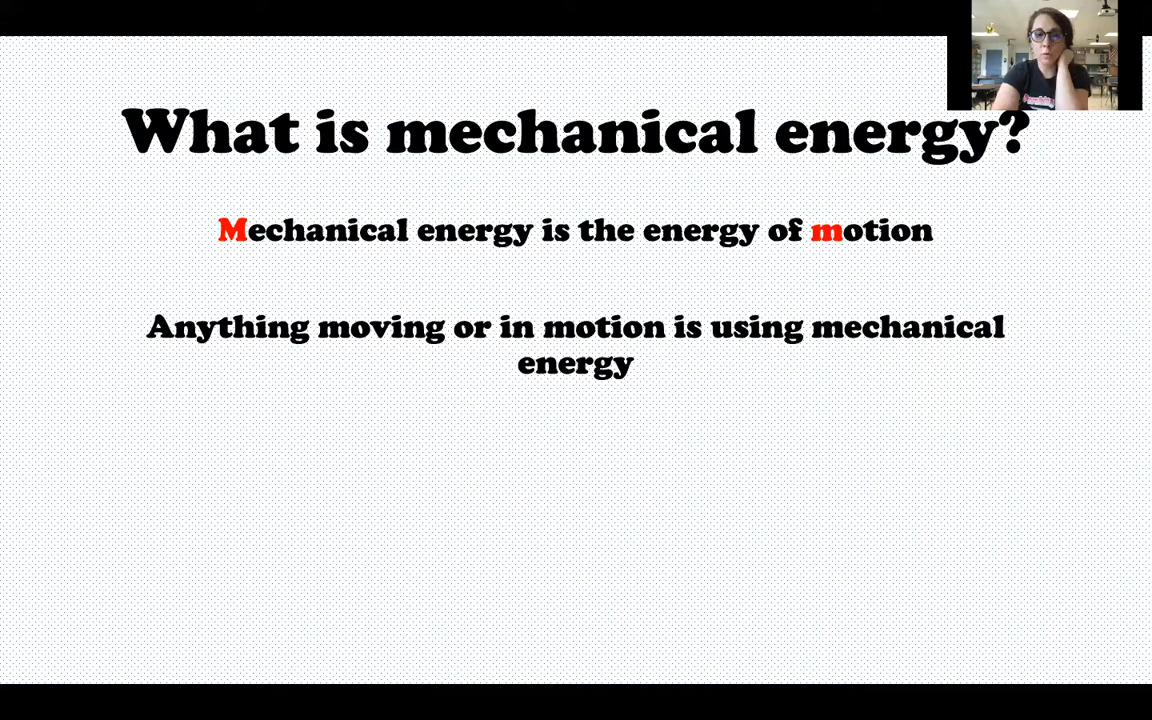 What is mechanical energy?
Mechanical energy is the energy of motion
Anything moving or in motion is using mechanical
energy